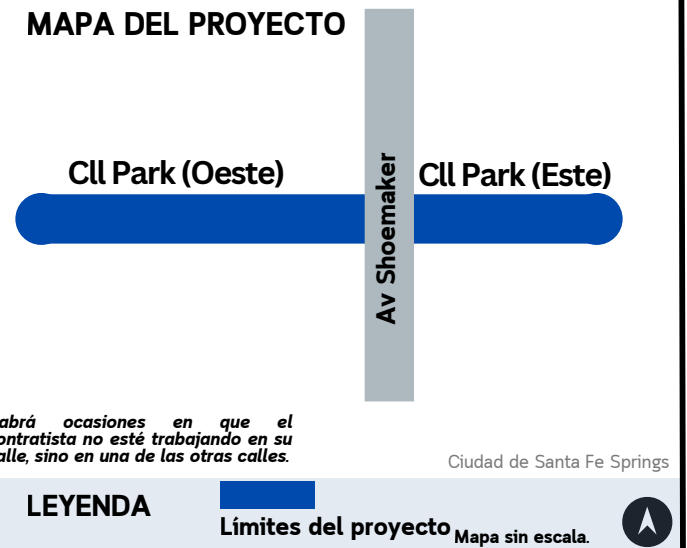 MAPA DEL PROYECTO
Cll Park (Oeste)
Av Shoemaker
Cll Park (Este)
abrá ocasiones en que el
ontratista no esté trabajando en su
alle, sino en una de las otras calles.
Ciudad de Santa Fe Springs
LEYENDA
Límites del proyecto
Mapa sin escala.